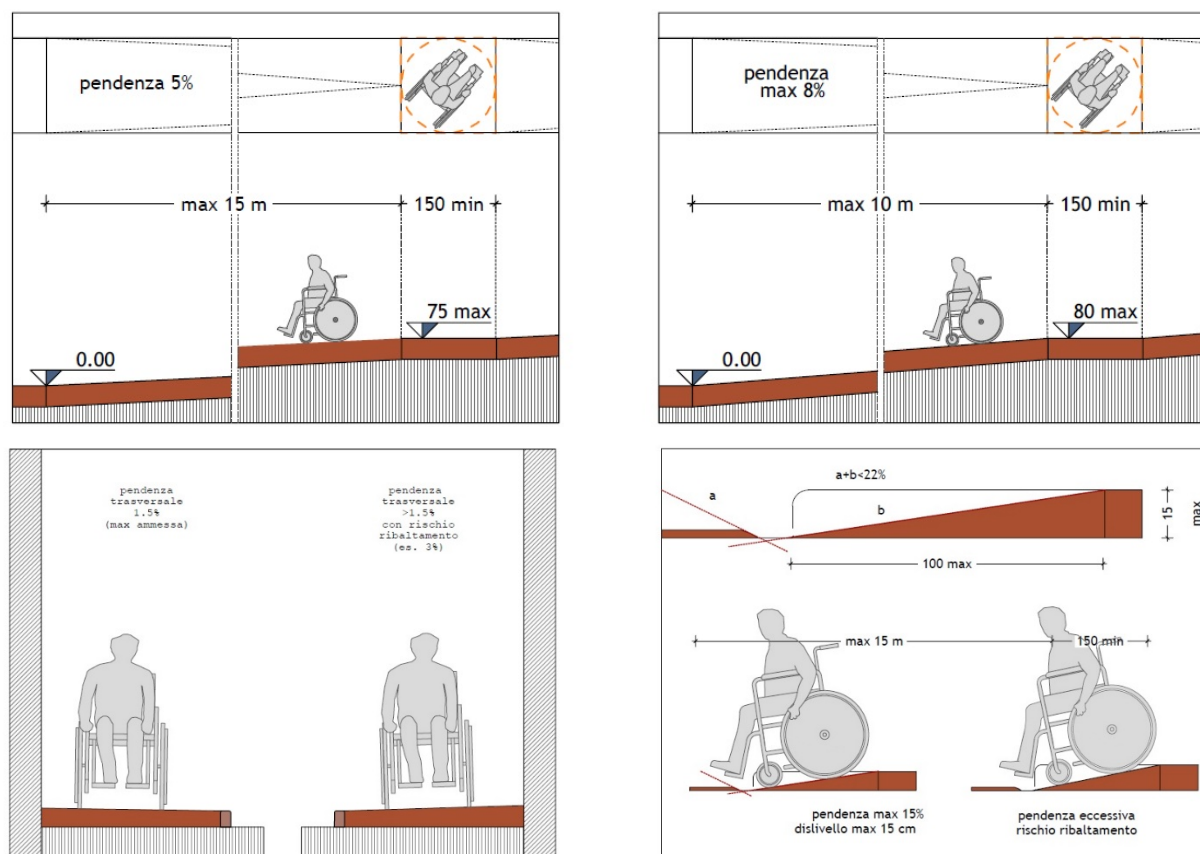 pendenza 5%
max 15 m
150 min
75 max
0.00
pendenza
max 8%
max 10 m
150 min
80 max
0.00
pendenza
trasversale
1.5%
(max ammessa)
pendenza
trasversale
>1.5%
con rischio
ribaltamento
(es. 3%)
a+b<22%
a
b
15
max
100 max
max 15 m
150 min
pendenza max 15%
dislivello max 15 cm
pendenza eccessiva
rischio ribaltamento